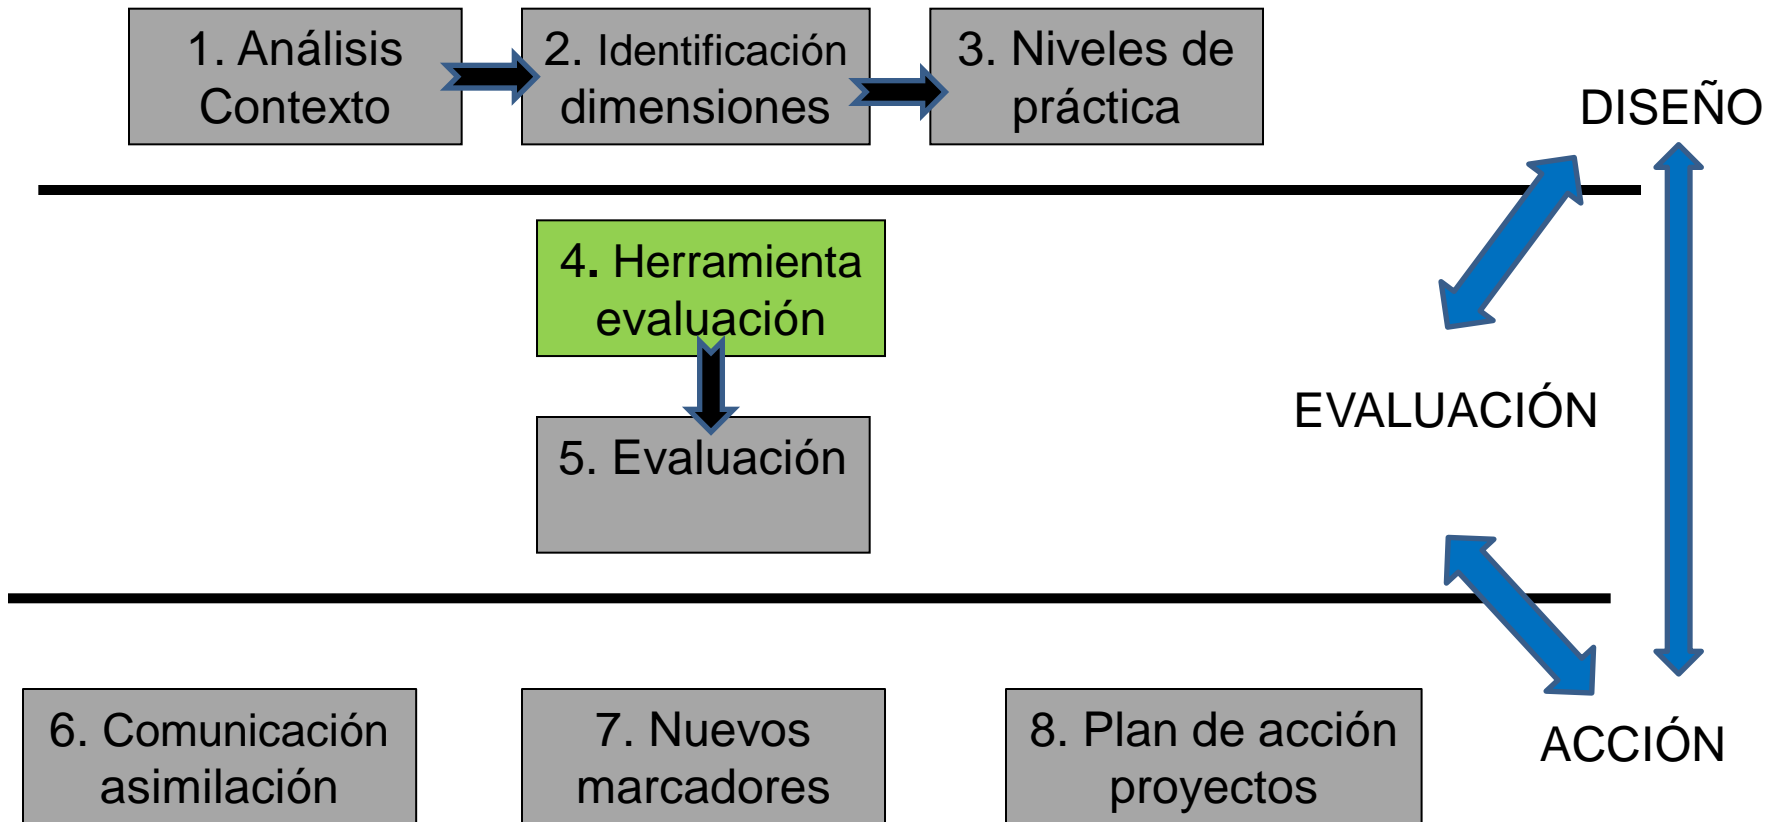 1. Análisis
Contexto
2. Identificación
dimensiones
3. Niveles de
práctica
DISEÑO
4. Herramienta
evaluación
EVALUACIÓN
5. Evaluación
6. Comunicación
asimilación
7. Nuevos
marcadores
8. Plan de acción
proyectos
ACCIÓN